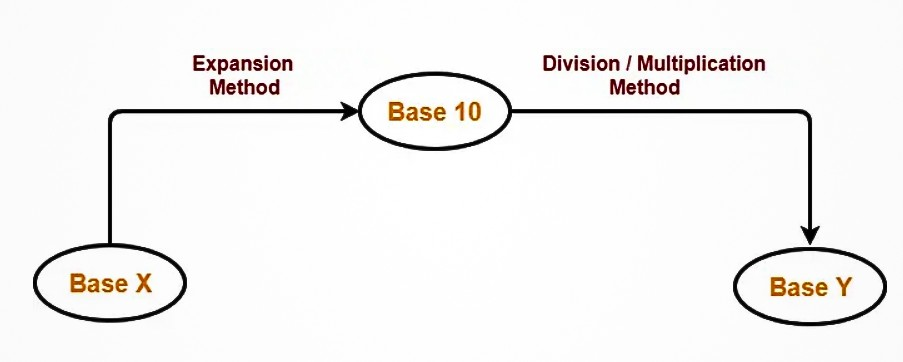 Expansion
Method
Division / Multiplication
Method
Base 10
Base X
Base Y